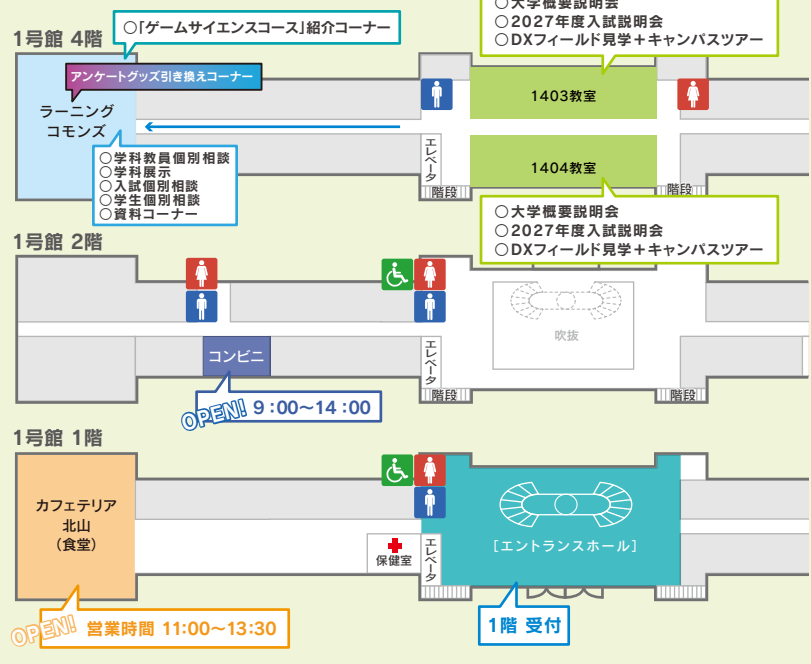 ○大学概要説明会
○2027年度入試説明会
○DXフィールド見学＋キャンパスツアー
○「ゲームサイエンスコース」紹介コーナー
1号館 4階
アンケートグッズ引き換えコーナー
ラーニング
コモンズ
1403教室
エレベータ
○学科教員個別相談
○学科展示
○入試個別相談
○学生個別相談
○資料コーナー
1404教室
階段
階段
○大学概要説明会
○2027年度入試説明会
○DXフィールド見学＋キャンパスツアー
1号館 2階
吹抜
コンビニ
エレベータ
階段
階段
OPEN! 9：00〜14：00
1号館 1階
カフェテリア
北山
（食堂）
保健室
エレベータ
［エントランスホール］
OPEN! 営業時間 11:00〜13:30
1階 受付